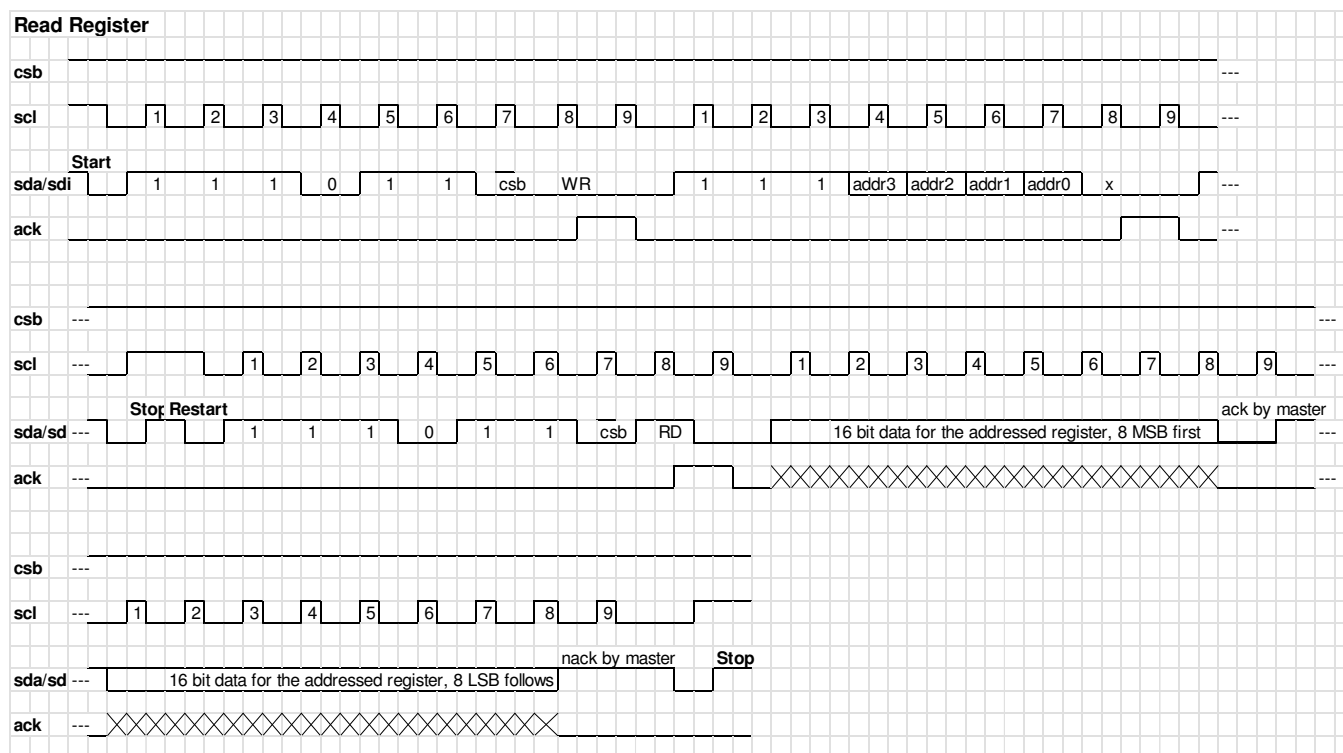 Read Register
csb ---
scl 1 2 3 4 5 6 7 8 9 1 2 3 4 5 6 7 8 9 ---
Start
sda/sdi 1 1 1 0 1 1 csb WR 1 1 1 addr3 addr2 addr1 addr0 x ---
ack ---
csb --- ---
scl --- 1 2 3 4 5 6 7 8 9 1 2 3 4 5 6 7 8 9 ---
Stop Restart ack by master
sda/sd --- 1 1 1 0 1 1 csb RD 16 bit data for the addressed register, 8 MSB first ---
ack --- ---
csb ---
scl --- 1 2 3 4 5 6 7 8 9
nack by master Stop
sda/sd --- 16 bit data for the addressed register, 8 LSB follows
ack ---